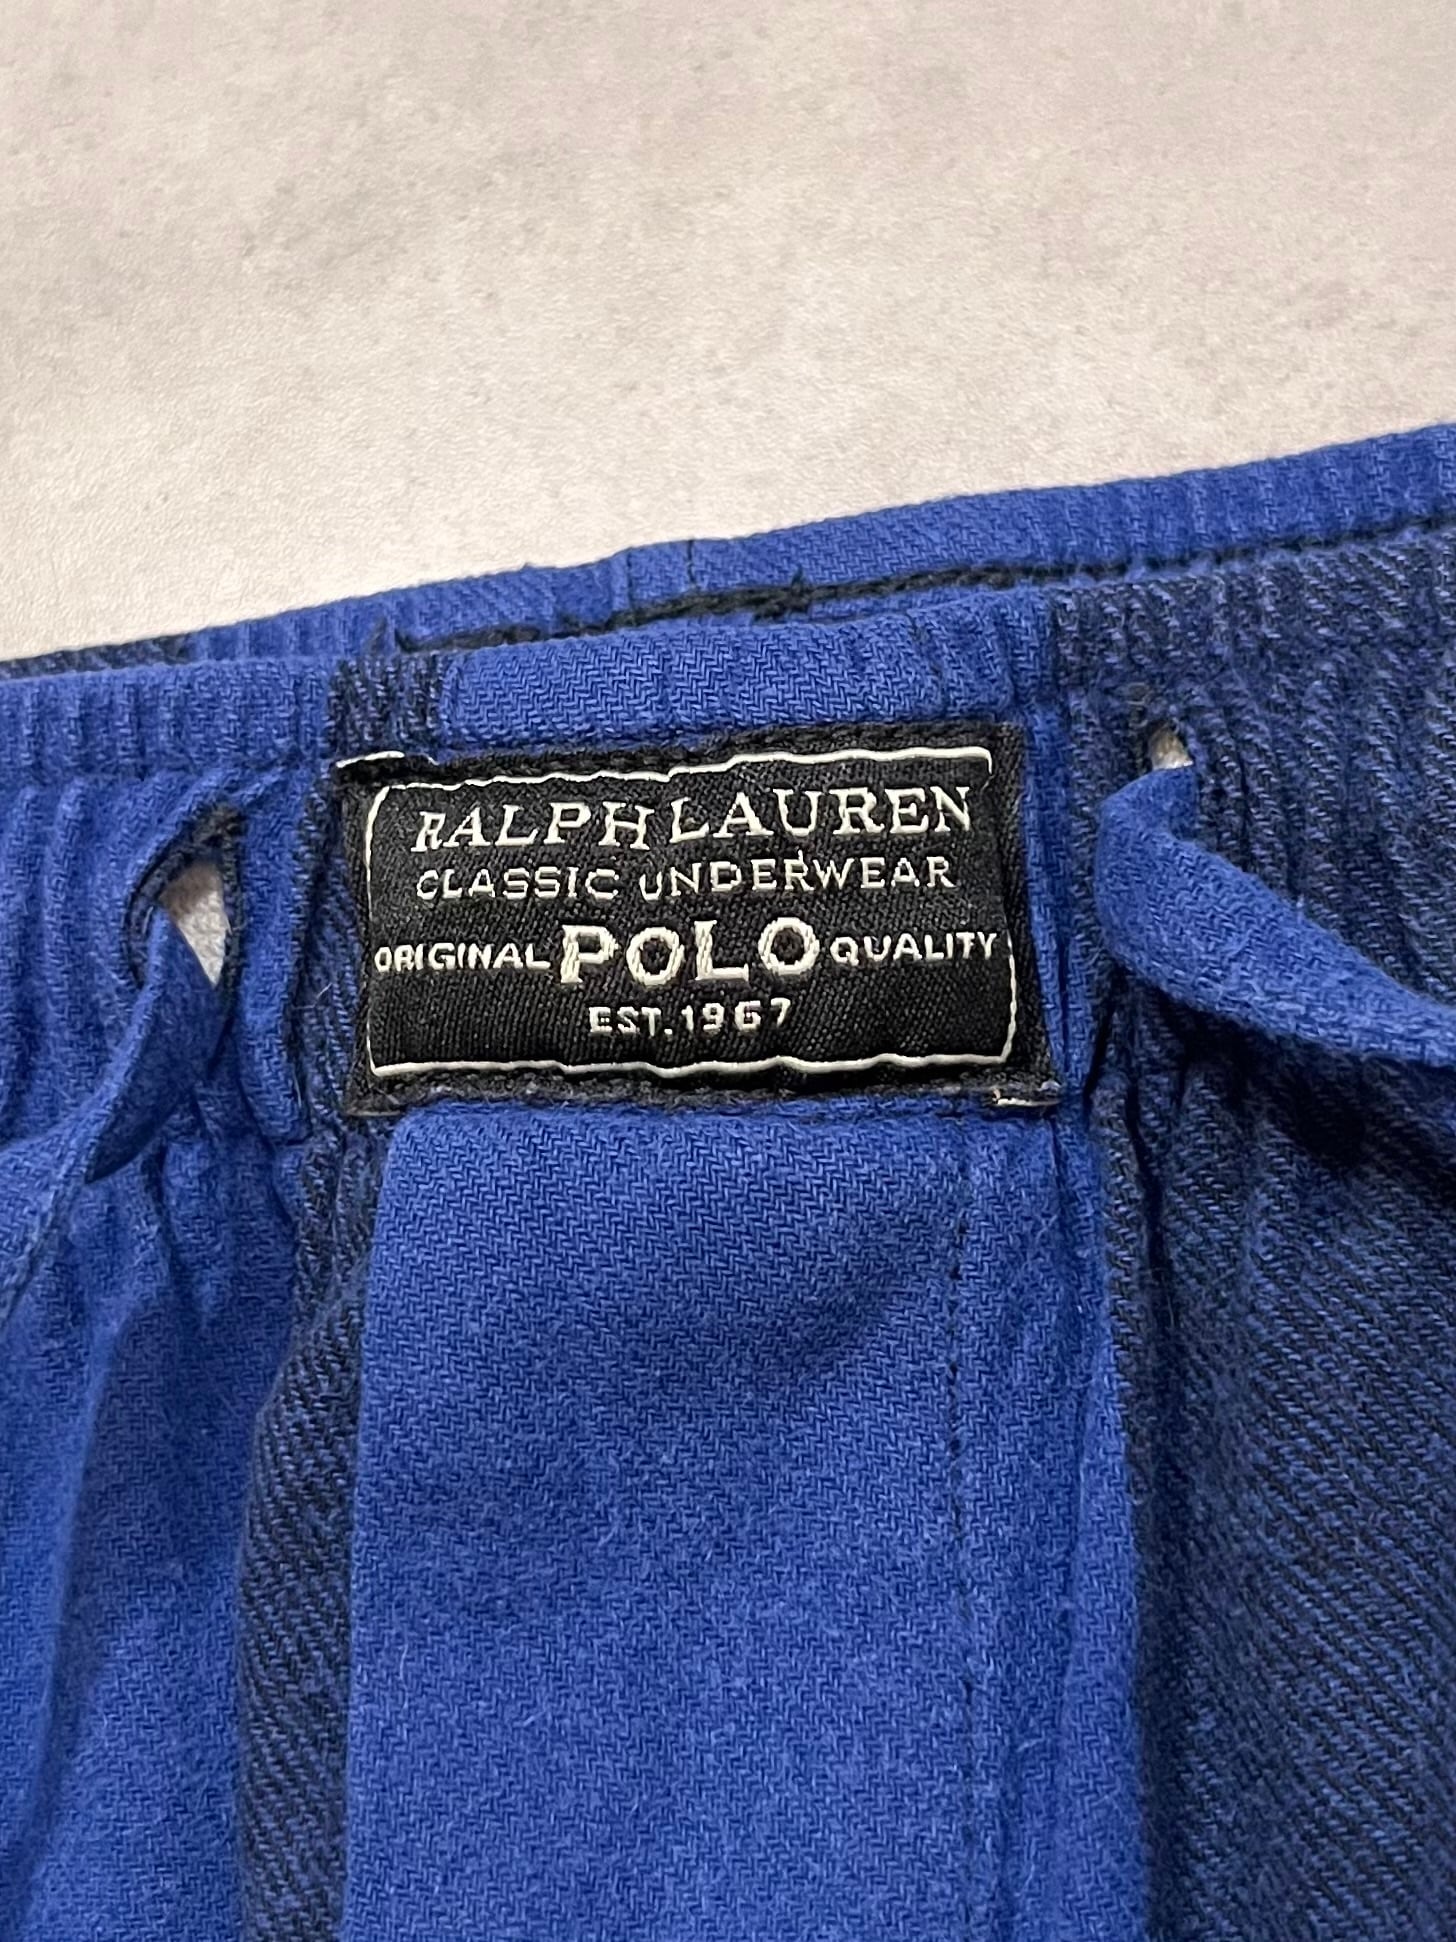 RALPH LAUREN
CLASSIC UNDERWEAR
ORIGINAL POLO QUALITY
EST. 1967